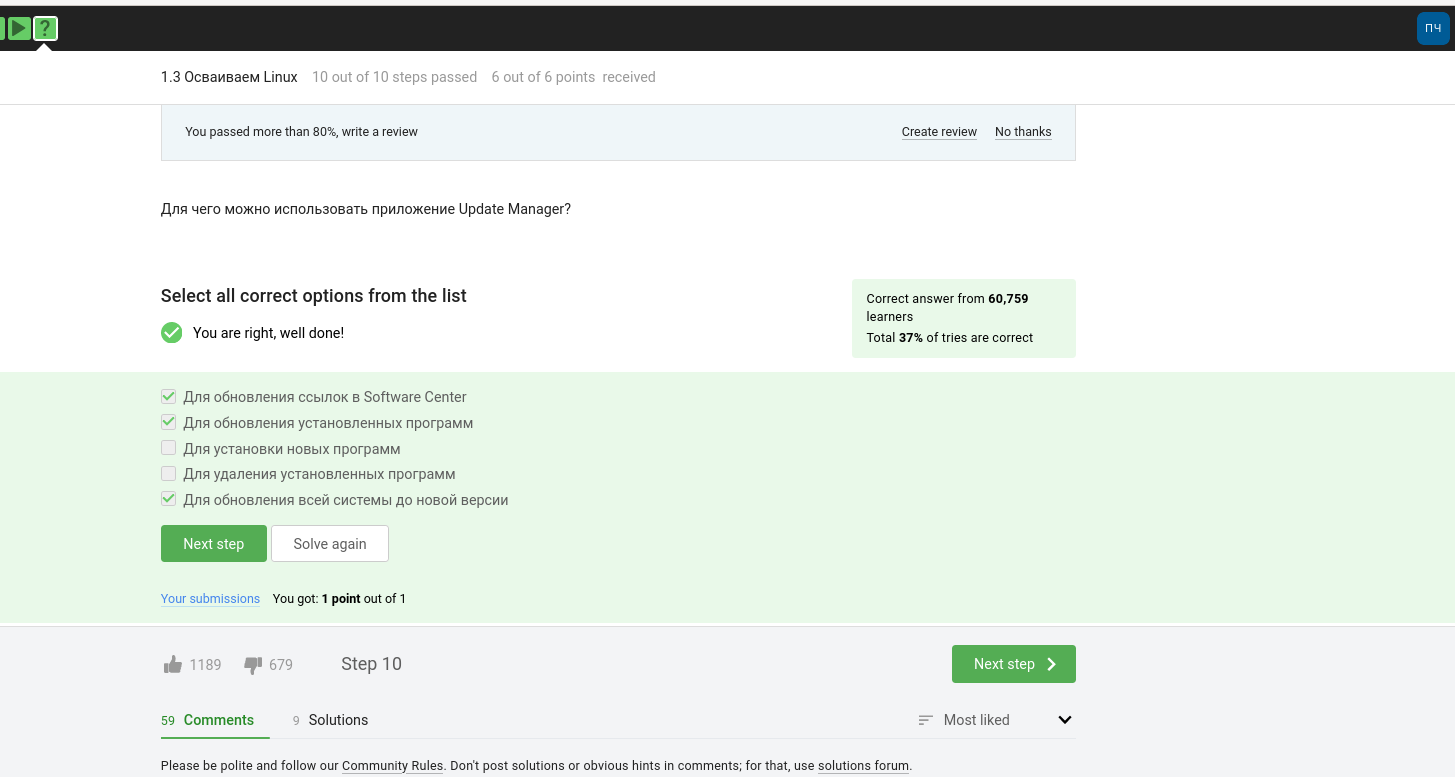 ?
ПЧ
1.3 Осваиваем Linux 10 out of 10 steps passed 6 out of 6 points received
You passed more than 80%, write a review Create review No thanks
Для чего можно использовать приложение Update Manager?
Select all correct options from the list
You are right, well done!
Correct answer from 60,759
learners
Total 37% of tries are correct
Для обновления ссылок в Software Center
Для обновления установленных программ
Для установки новых программ
Для удаления установленных программ
Для обновления всей системы до новой версии
Next step Solve again
Your submissions You got: 1 point out of 1
1189 679 Step 10 Next step
59 Comments 9 Solutions Most liked
Please be polite and follow our Community Rules. Don't post solutions or obvious hints in comments; for that, use solutions forum.